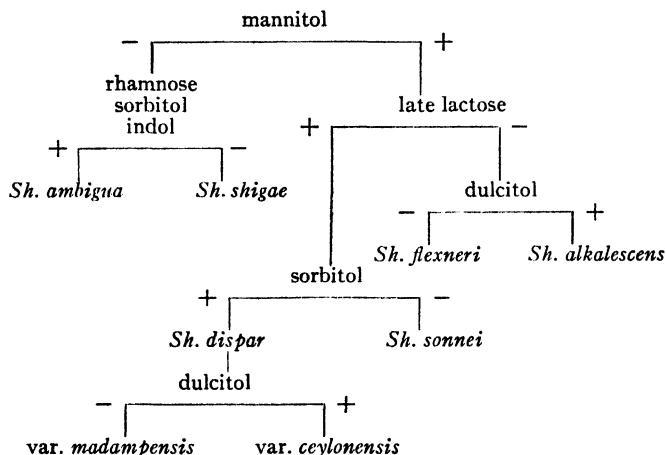 mannitol
− +
rhamnose
sorbitol
indol
late lactose
+ −
+ −
Sh. ambigua Sh. shigae
dulcitol
− +
Sh. flexneri Sh. alkalescens
sorbitol
+ −
Sh. dispar Sh. sonnei
dulcitol
− +
var. madampensis var. ceylonensis